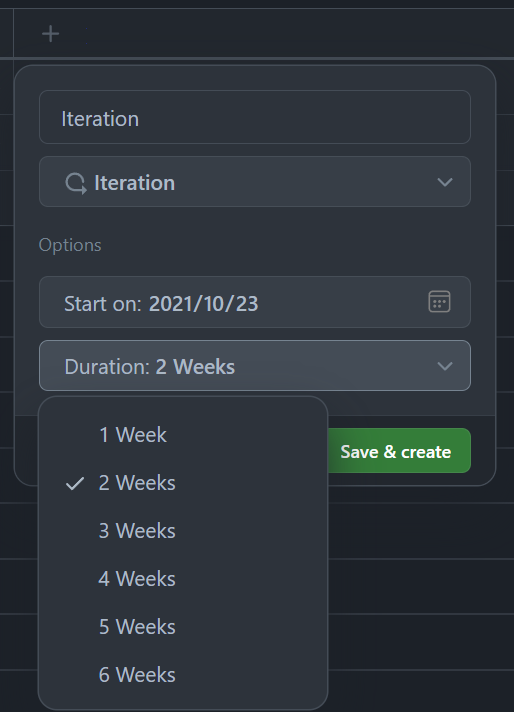 Iteration
Iteration
Options
Start on: 2021/10/23
Duration: 2 Weeks
1 Week
2 Weeks
3 Weeks
4 Weeks
5 Weeks
6 Weeks
Save & create